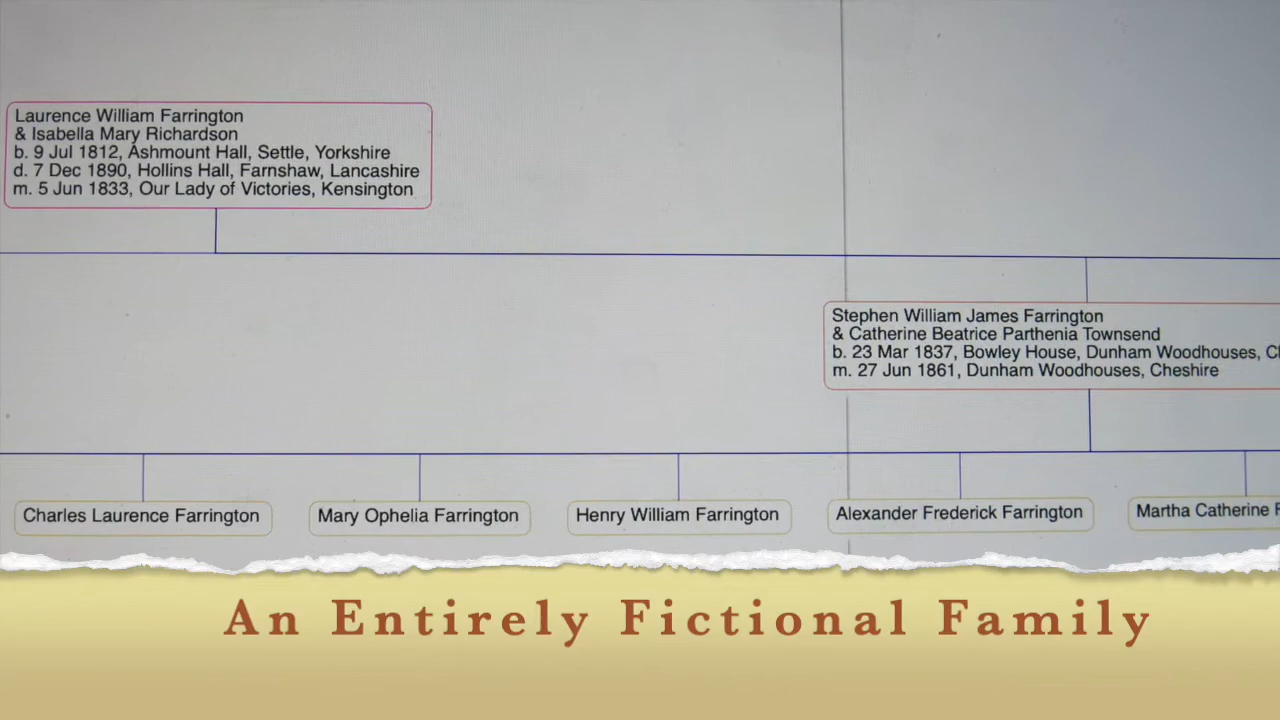 Laurence William Farrington
& Isabella Mary Richardson
b. 9 Jul 1812, Ashmount Hall, Settle, Yorkshire
d. 7 Dec 1890, Hollins Hall, Farnshaw, Lancashire
m. 5 Jun 1833, Our Lady of Victories, Kensington
Stephen William James Farrington
& Catherine Beatrice Parthenia Townsend
b. 23 Mar 1837, Bowley House, Dunham Woodhouses,
m. 27 Jun 1861, Dunham Woodhouses, Cheshire
Charles Laurence Farrington
Mary Ophelia Farrington
Henry William Farrington
Alexander Frederick Farrington
Martha Catherine
An Entirely Fictional Family